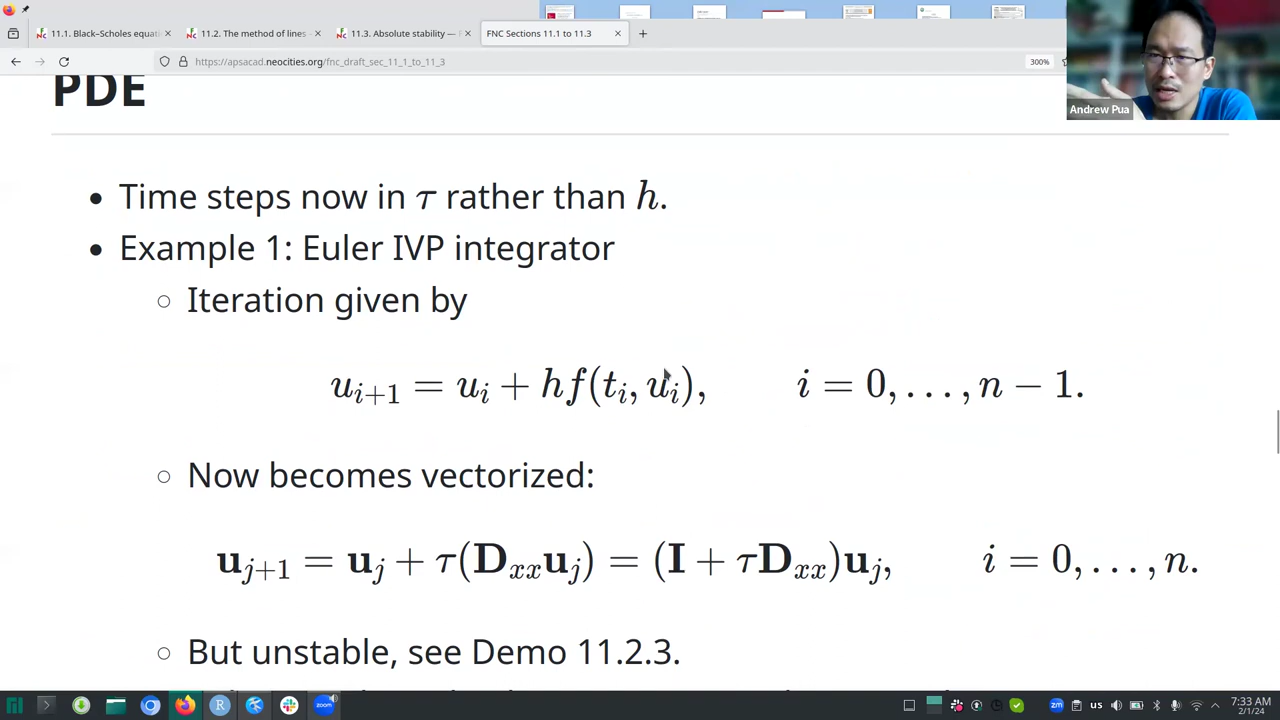 11.1. Black–Scholes equati
11.2. The method of lines
11.3. Absolute stability —
FNC Sections 11.1 to 11.3
https://apsacad.neocities.org/fnc_draft_sec_11_1_to_11_3
300%
Andrew Pua
PDE
Time steps now in τ rather than h.
Example 1: Euler IVP integrator
Iteration given by
u_{i+1} = u_i + hf(t_i, u_i), i = 0, . . . , n − 1.
Now becomes vectorized:
u_{j+1} = u_j + τ(D_{xx}u_j) = (I + τD_{xx})u_j, i = 0, . . . , n.
But unstable, see Demo 11.2.3.
zoom
zm
us
7:33 AM
2/1/24